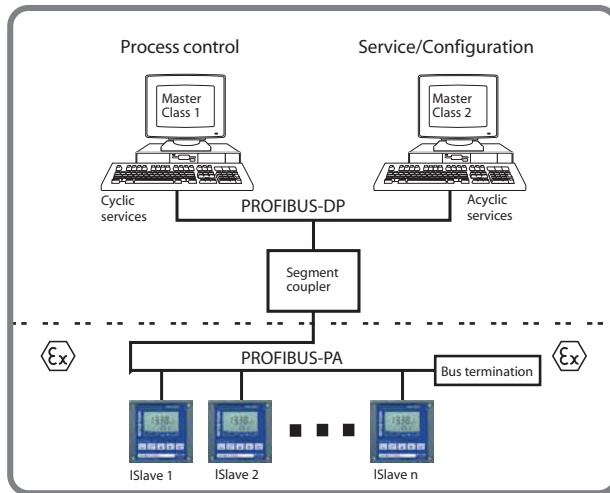 Process control
Service/Configuration
Master
Class 1
Master
Class 2
Cyclic
services
PROFIBUS-DP
Acyclic
services
Segment
coupler
Ex
PROFIBUS-PA
Ex
Bus termination
ISlave 1
ISlave 2
ISlave n